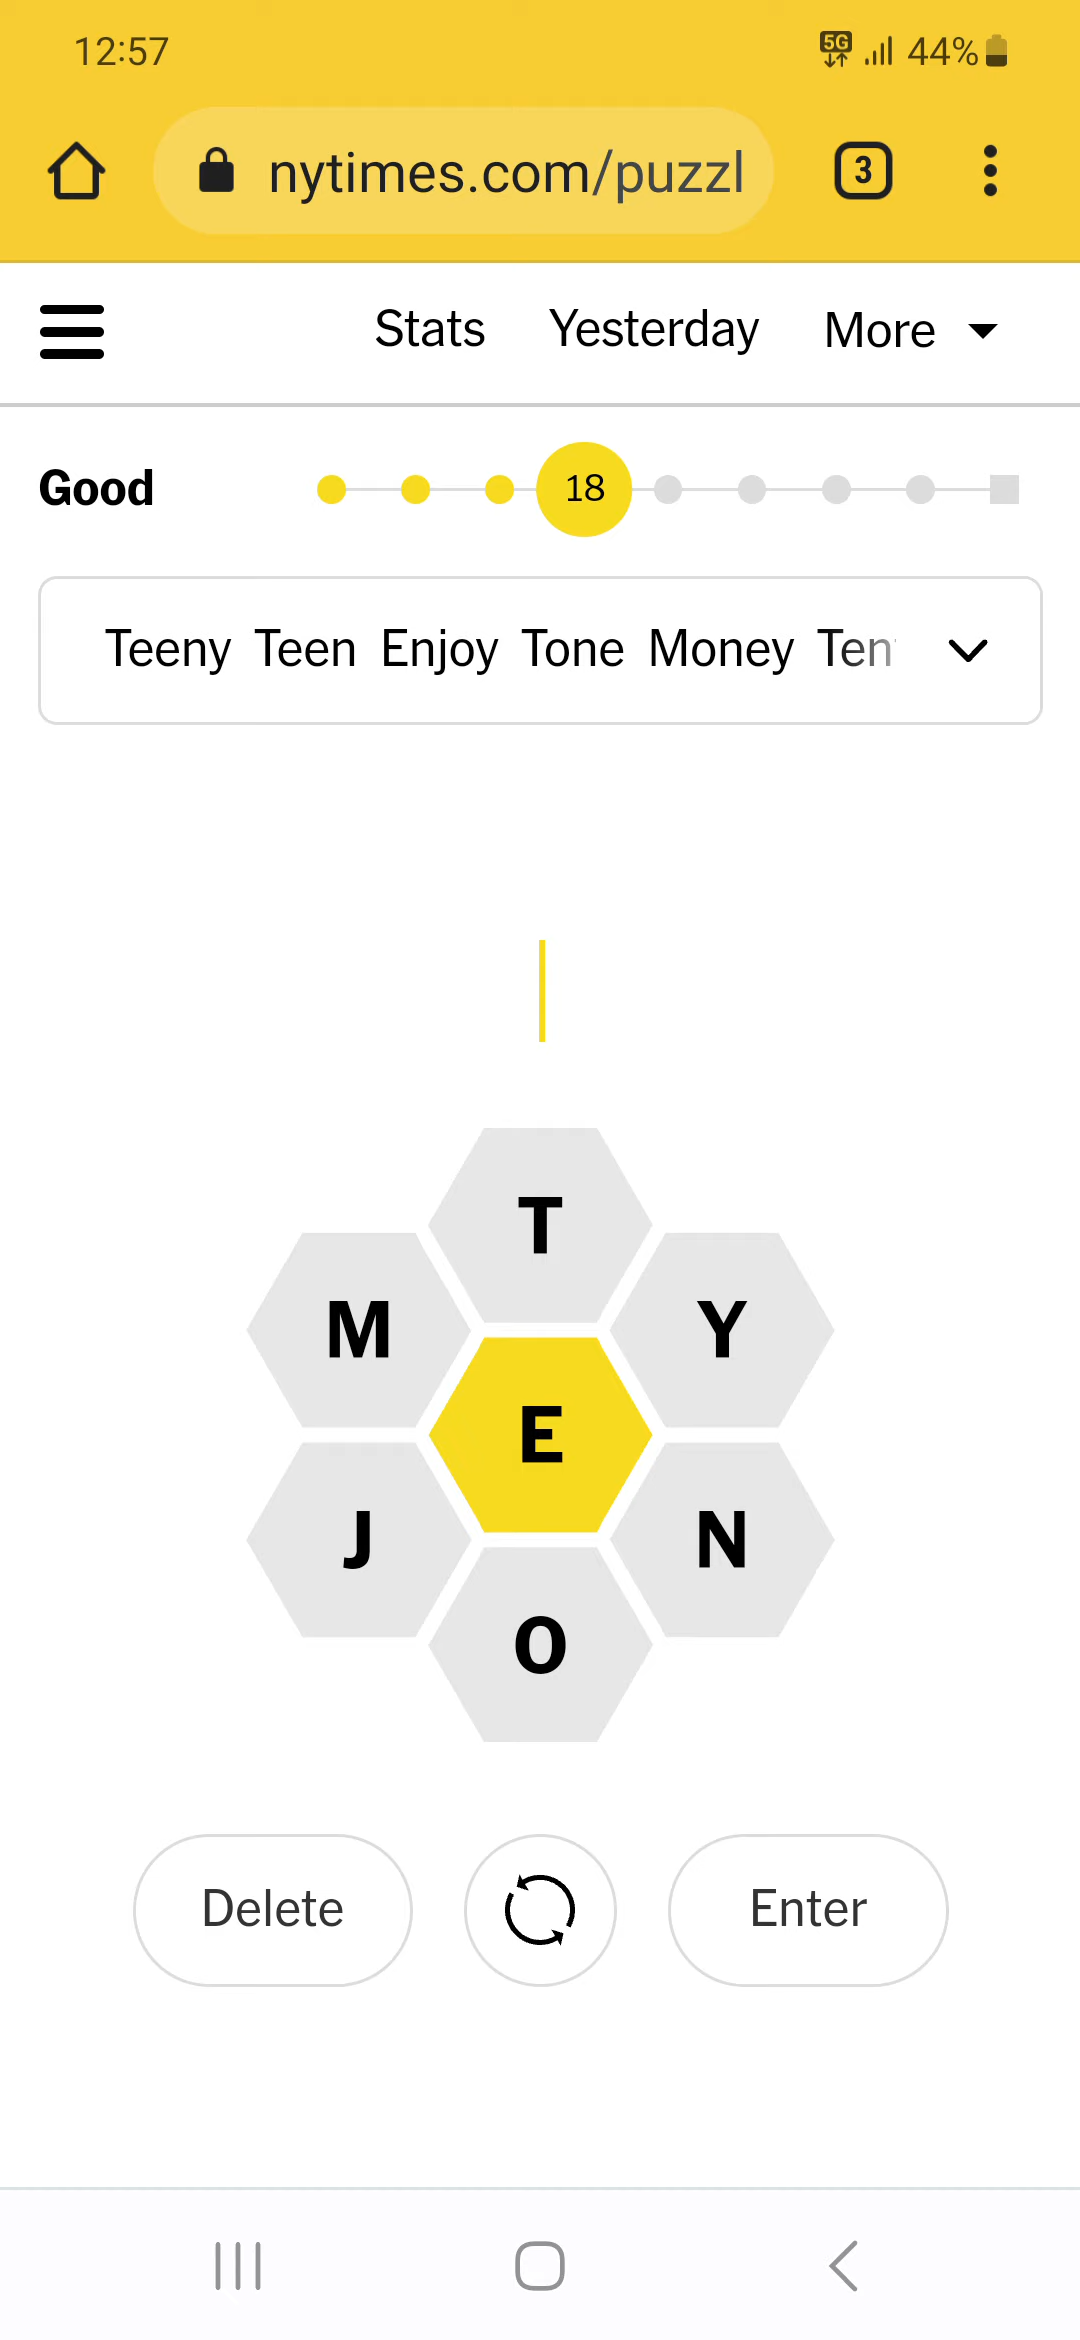 12:57 5G 44%
nytimes.com/puzzl 3
Stats Yesterday More
Good 18
Teeny Teen Enjoy Tone Money
T
M Y
E
J N
O
Delete Enter